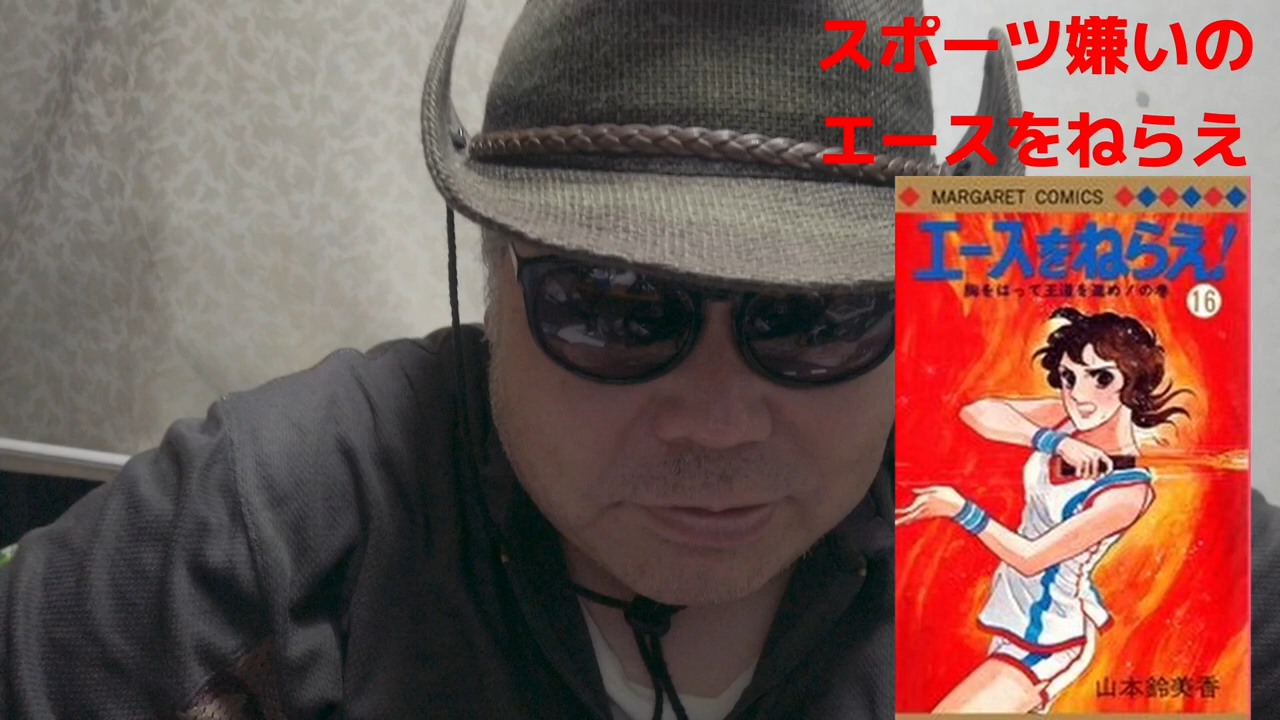 スポーツ嫌いの
エースをねらえ
MARGARET COMICS
エースをねらえ!
胸をはって王道を進め!の巻
16
山本鈴美香